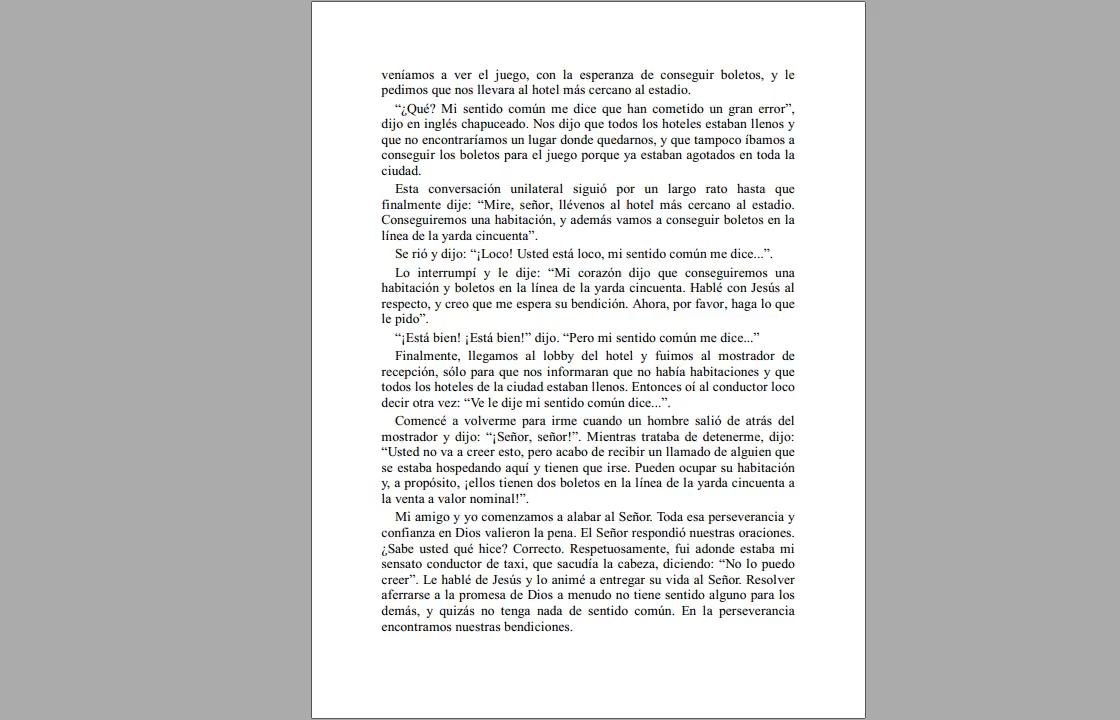 veníamos a ver el juego, con la esperanza de conseguir boletos, y le
pedimos que nos llevara al hotel más cercano al estadio.
“¿Qué? Mi sentido común me dice que han cometido un gran error”,
dijo en inglés chapuceado. Nos dijo que todos los hoteles estaban llenos y
que no encontraríamos un lugar donde quedarnos, y que tampoco íbamos a
conseguir los boletos para el juego porque ya estaban agotados en toda la
ciudad.
Esta conversación unilateral siguió por un largo rato hasta que
finalmente dije: “Mire, señor, llévenos al hotel más cercano al estadio.
Conseguiremos una habitación, y además vamos a conseguir boletos en la
línea de la yarda cincuenta”.
Se rió y dijo: “¡Loco! Usted está loco, mi sentido común me dice...”.
Lo interrumpí y le dije: “Mi corazón dijo que conseguiremos una
habitación y boletos en la línea de la yarda cincuenta. Hablé con Jesús al
respecto, y creo que me espera su bendición. Ahora, por favor, haga lo que
le pido”.
“¡Está bien! ¡Está bien!” dijo. “Pero mi sentido común me dice...”
Finalmente, llegamos al lobby del hotel y fuimos al mostrador de
recepción, sólo para que nos informaran que no había habitaciones y que
todos los hoteles de la ciudad estaban llenos. Entonces oí al conductor loco
decir otra vez: “Ve le dije mi sentido común dice...”.
Comencé a volverme para irme cuando un hombre salió de atrás del
mostrador y dijo: “¡Señor, señor!”. Mientras trataba de detenerme, dijo:
“Usted no va a creer esto, pero acabo de recibir un llamado de alguien que
se estaba hospedando aquí y tienen que irse. Pueden ocupar su habitación
y, a propósito, ¡ellos tienen dos boletos en la línea de la yarda cincuenta a
la venta a valor nominal!”.
Mi amigo y yo comenzamos a alabar al Señor. Toda esa perseverancia y
confianza en Dios valieron la pena. El Señor respondió nuestras oraciones.
¿Sabe usted qué hice? Correcto. Respetuosamente, fui adonde estaba mi
sensato conductor de taxi, que sacudía la cabeza, diciendo: “No lo puedo
creer”. Le hablé de Jesús y lo animé a entregar su vida al Señor. Resolver
aferrarse a la promesa de Dios a menudo no tiene sentido alguno para los
demás, y quizás no tenga nada de sentido común. En la perseverancia
encontramos nuestras bendiciones.